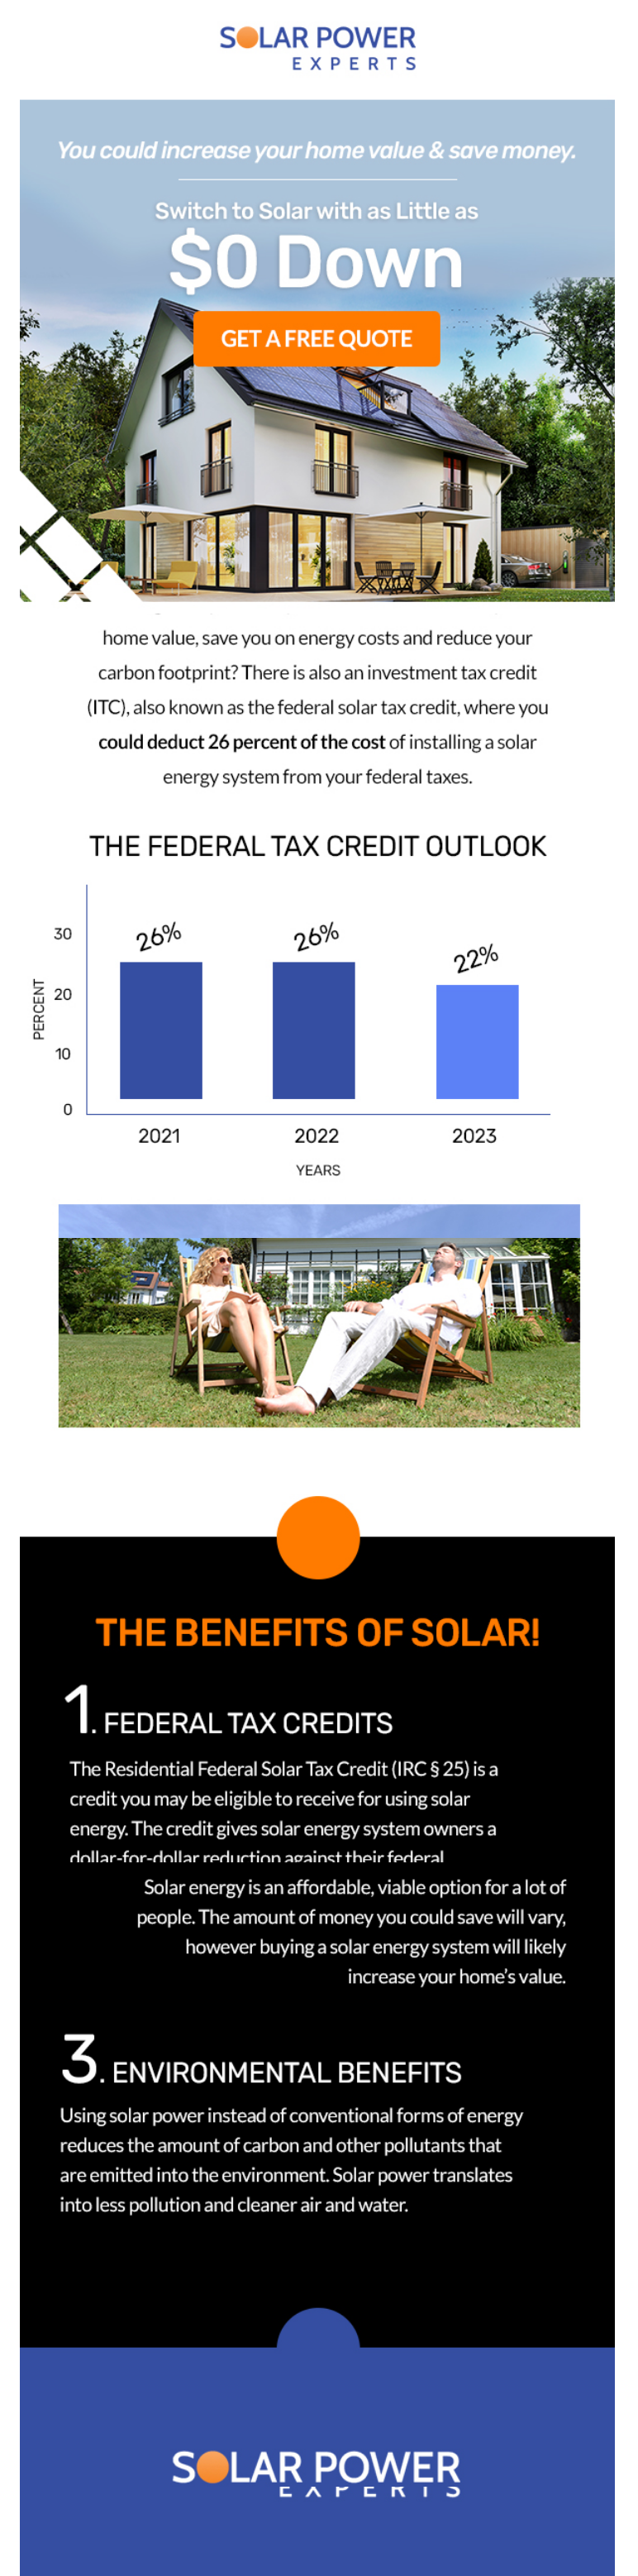 SOLAR POWER
EXPERTS
You could increase your home value & save money.
Switch to Solar with as Little as
$0 Down
GET A FREE QUOTE
home value, save you on energy costs and reduce your
carbon footprint? There is also an investment tax credit
(ITC), also known as the federal solar tax credit, where you
could deduct 26 percent of the cost of installing a solar
energy system from your federal taxes.
THE FEDERAL TAX CREDIT OUTLOOK
PERCENT
30
20
10
0
26%
26%
22%
2021
2022
2023
YEARS
THE BENEFITS OF SOLAR!
1. FEDERAL TAX CREDITS
The Residential Federal Solar Tax Credit (IRC § 25) is a
credit you may be eligible to receive for using solar
energy. The credit gives solar energy system owners a
dollar-for-dollar reduction against their federal
Solar energy is an affordable, viable option for a lot of
people. The amount of money you could save will vary,
however buying a solar energy system will likely
increase your home's value.
3. ENVIRONMENTAL BENEFITS
Using solar power instead of conventional forms of energy
reduces the amount of carbon and other pollutants that
are emitted into the environment. Solar power translates
into less pollution and cleaner air and water.
SOLAR POWER
EXPERTS